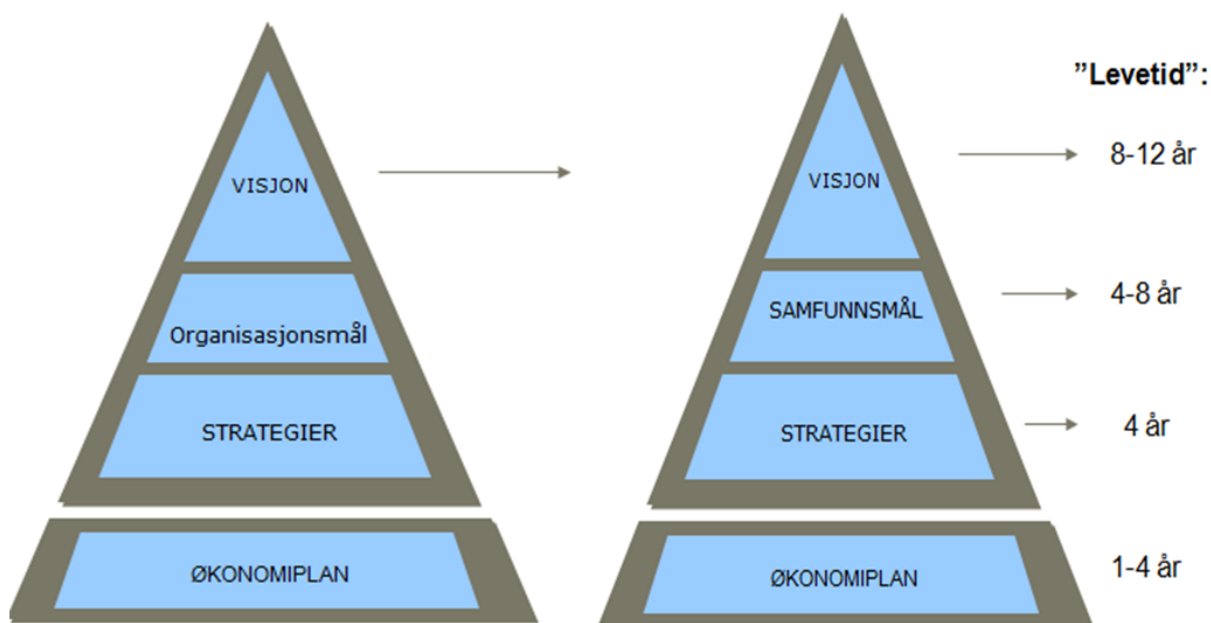 VISJON
Organisasjonsmål
STRATEGIER
ØKONOMIPLAN
VISJON
SAMFUNNSMÅL
STRATEGIER
ØKONOMIPLAN
”Levetid”:
8-12 år
4-8 år
4 år
1-4 år